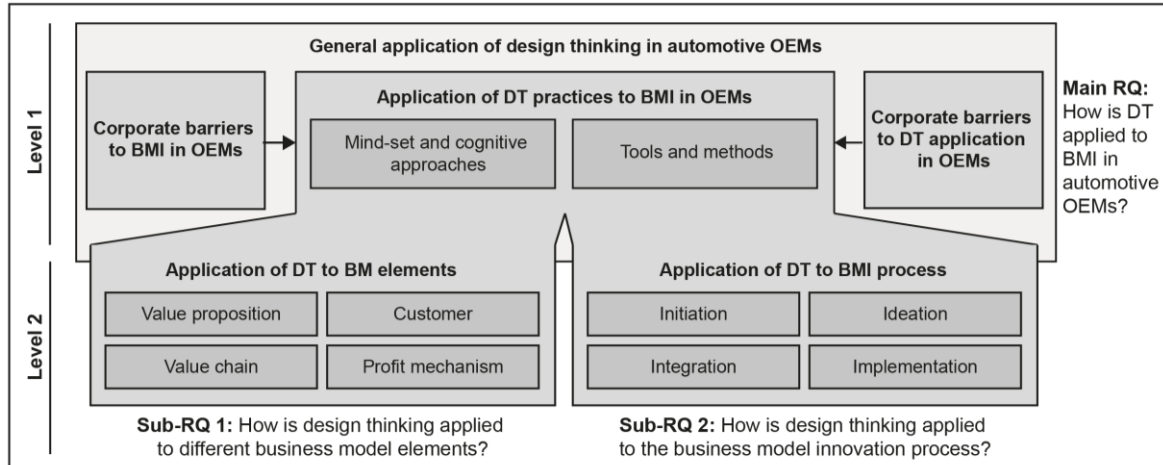 General application of design thinking in automotive OEMs
Level 1
Corporate barriers
to BMI in OEMs
Application of DT practices to BMI in OEMs
Mind-set and cognitive
approaches
Tools and methods
Corporate barriers
to DT application
in OEMs
Main RQ:
How is DT
applied to
BMI in
automotive
OEMs?
Level 2
Application of DT to BM elements
Value proposition
Customer
Value chain
Profit mechanism
Application of DT to BMI process
Initiation
Ideation
Integration
Implementation
Sub-RQ 1: How is design thinking applied
to different business model elements?
Sub-RQ 2: How is design thinking applied
to the business model innovation process?